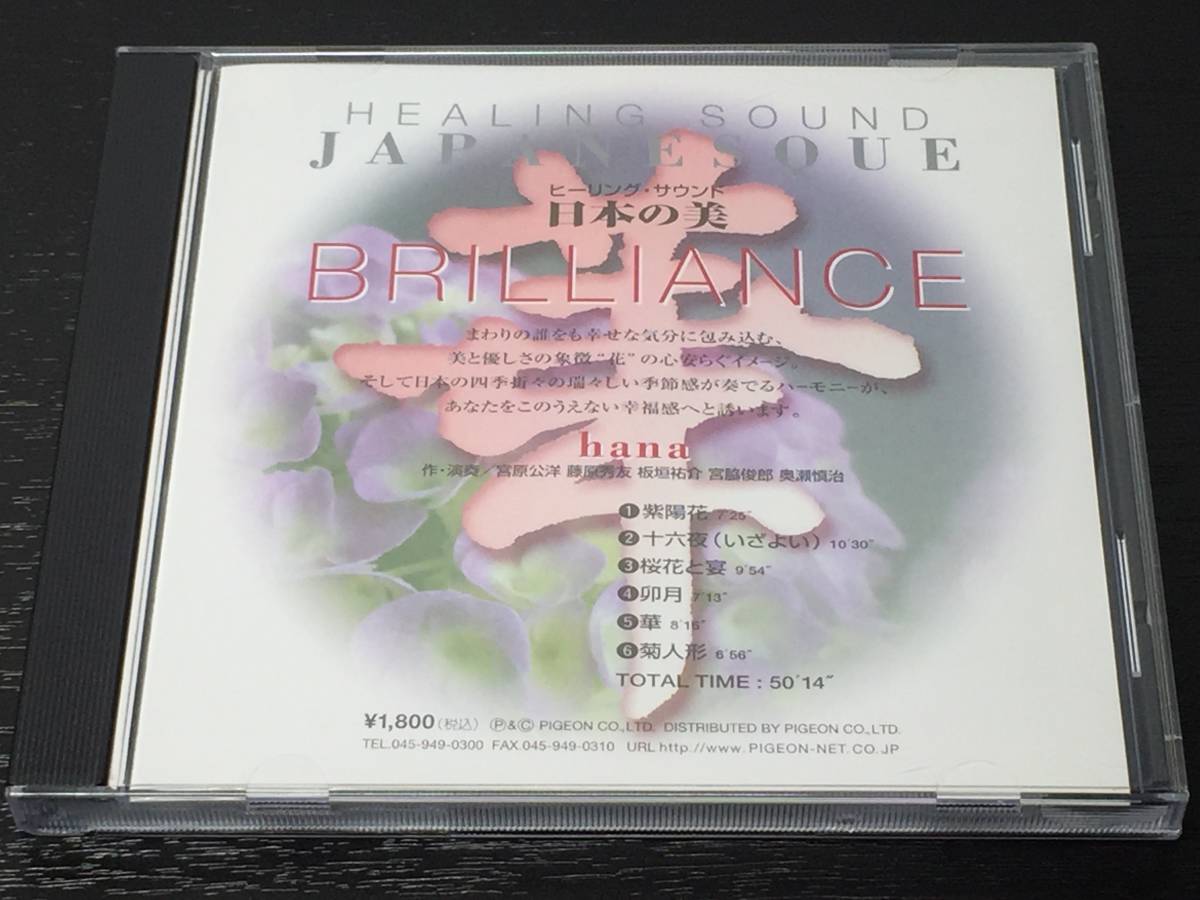 HEALING SOUND
JAPANESQUE
ヒーリング・サウンド
日本の美
BRILLIANCE
まわりの誰をも幸せな気分に包み込む、
美と優しさの象徴“花”の心安らぐイメージ。
そして日本の四季折々の瑞々しい季節感が奏でるハーモニーが、
あなたをこのうえない幸福感へと誘います。
hana
作・演奏／宮原公洋 藤原秀友 板垣祐介 宮脇俊郎 奥瀬慎治
❶紫陽花 7'25"
❷十六夜（いざよい） 10'30"
❸桜花と宴 9'54"
❹卯月 7'13"
❺華 8'16"
❻菊人形 6'56"
TOTAL TIME : 50'14"
¥1,800(税込) Ⓟ&Ⓒ PIGEON CO.,LTD. DISTRIBUTED BY PIGEON CO.,LTD.
TEL.045-949-0300 FAX.045-949-0310 URL http://www.PIGEON-NET.CO.JP